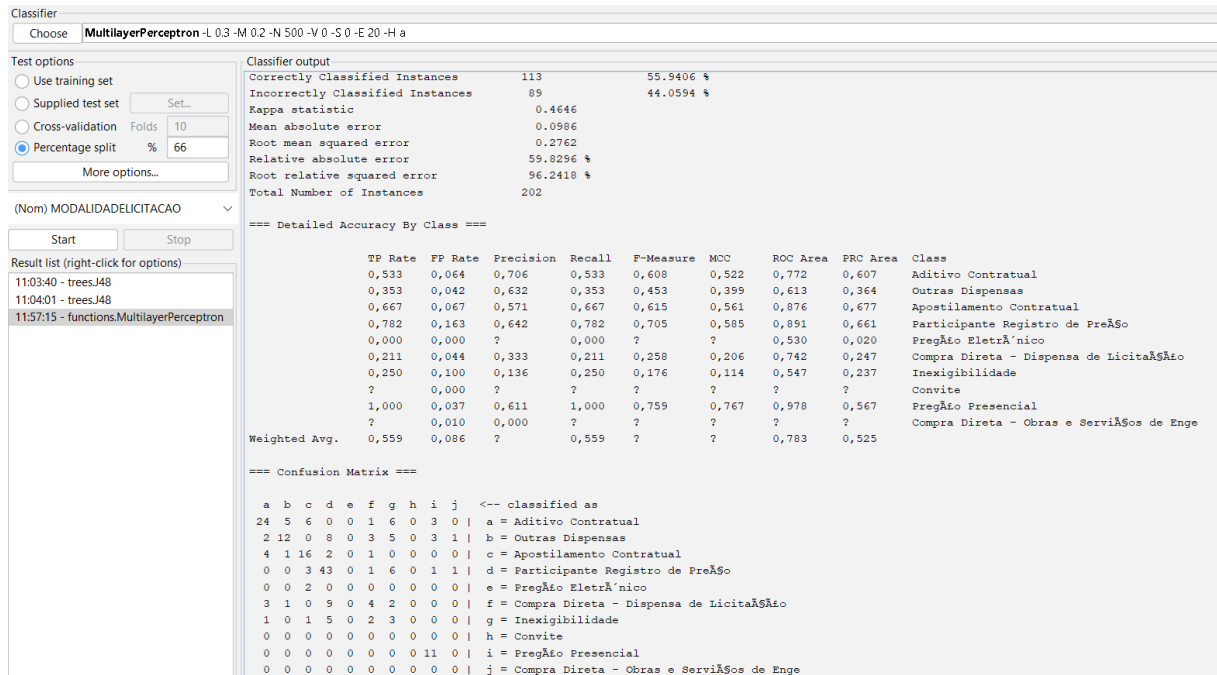 Classifier
Choose MultilayerPerceptron -L 0.3 -M 0.2 -N 500 -V 0 -S 0 -E 20 -H a
Test options
Use training set
Supplied test set Set...
Cross-validation Folds 10
Percentage split % 66
More options...
(Nom) MODALIDADELICITACAO
Start Stop
Result list (right-click for options)
11:03:40 - trees.J48
11:04:01 - trees.J48
11:57:15 - functions.MultilayerPerceptron
Classifier output
Correctly Classified Instances 113 55.9406 %
Incorrectly Classified Instances 89 44.0594 %
Kappa statistic 0.4646
Mean absolute error 0.0986
Root mean squared error 0.2762
Relative absolute error 59.8296 %
Root relative squared error 96.2418 %
Total Number of Instances 202
=== Detailed Accuracy By Class ===
TP Rate FP Rate Precision Recall F-Measure MCC ROC Area PRC Area Class
0,533 0,064 0,706 0,533 0,608 0,522 0,772 0,607 Aditivo Contratual
0,353 0,042 0,632 0,353 0,453 0,399 0,613 0,364 Outras Dispensas
0,667 0,067 0,571 0,667 0,615 0,561 0,876 0,677 Apostilamento Contratual
0,782 0,163 0,642 0,782 0,705 0,585 0,891 0,661 Participante Registro de PreÃ§o
0,000 0,000 ? 0,000 ? ? 0,530 0,020 PregÃ£o EletrÃ´nico
0,211 0,044 0,333 0,211 0,258 0,206 0,742 0,247 Compra Direta - Dispensa de LicitaÃ§Ã£o
0,250 0,100 0,136 0,250 0,176 0,114 0,547 0,237 Inexigibilidade
? 0,000 ? ? ? ? ? ? Convite
1,000 0,037 0,611 1,000 0,759 0,767 0,978 0,567 PregÃ£o Presencial
? 0,010 0,000 ? ? ? ? ? Compra Direta - Obras e ServiÃ§os de Enge
Weighted Avg. 0,559 0,086 ? 0,559 ? ? 0,783 0,525
=== Confusion Matrix ===
a b c d e f g h i j <-- classified as
24 5 6 0 0 1 6 0 3 0 | a = Aditivo Contratual
2 12 0 8 0 3 5 0 3 1 | b = Outras Dispensas
4 1 16 2 0 1 0 0 0 0 | c = Apostilamento Contratual
0 0 3 43 0 1 6 0 1 1 | d = Participante Registro de PreÃ§o
0 0 2 0 0 0 0 0 0 0 | e = PregÃ£o EletrÃ´nico
3 1 0 9 0 4 2 0 0 0 | f = Compra Direta - Dispensa de LicitaÃ§Ã£o
1 0 1 5 0 2 3 0 0 0 | g = Inexigibilidade
0 0 0 0 0 0 0 0 0 0 | h = Convite
0 0 0 0 0 0 0 0 11 0 | i = PregÃ£o Presencial
0 0 0 0 0 0 0 0 0 0 | j = Compra Direta - Obras e ServiÃ§os de Enge